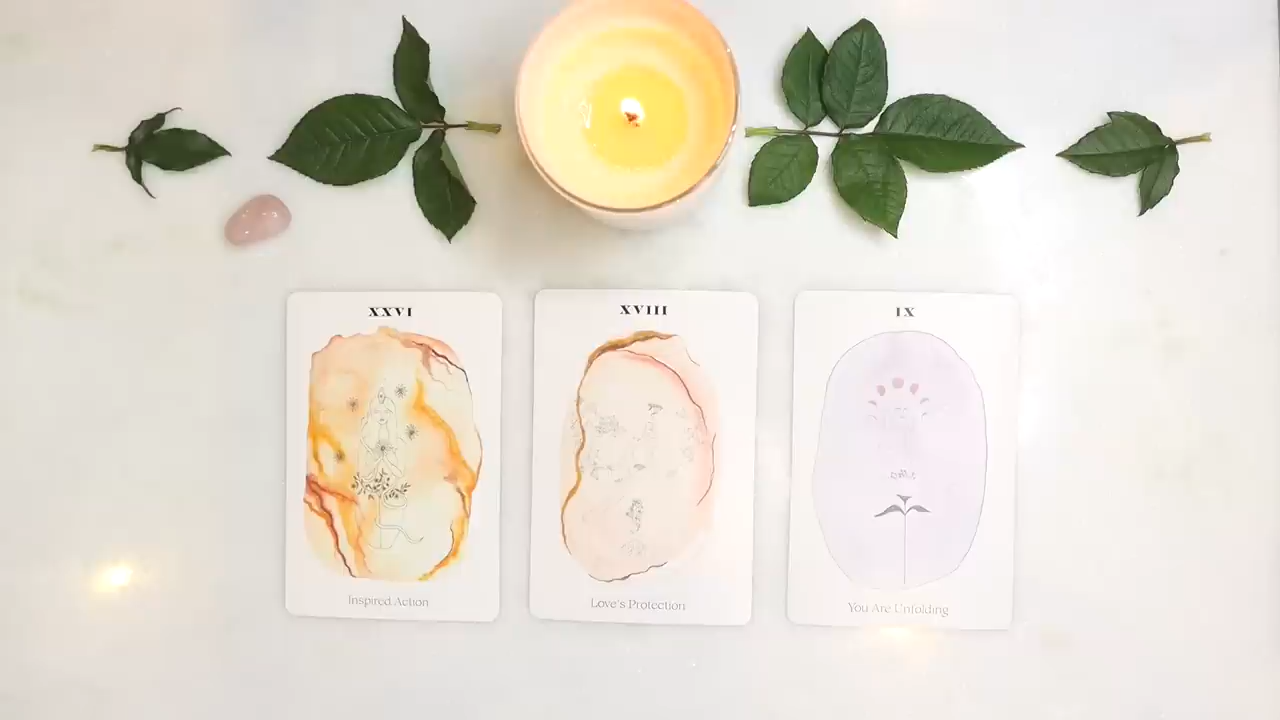 XXVI
Inspired Action
XVIII
Love's Protection
IX
You Are Unfolding